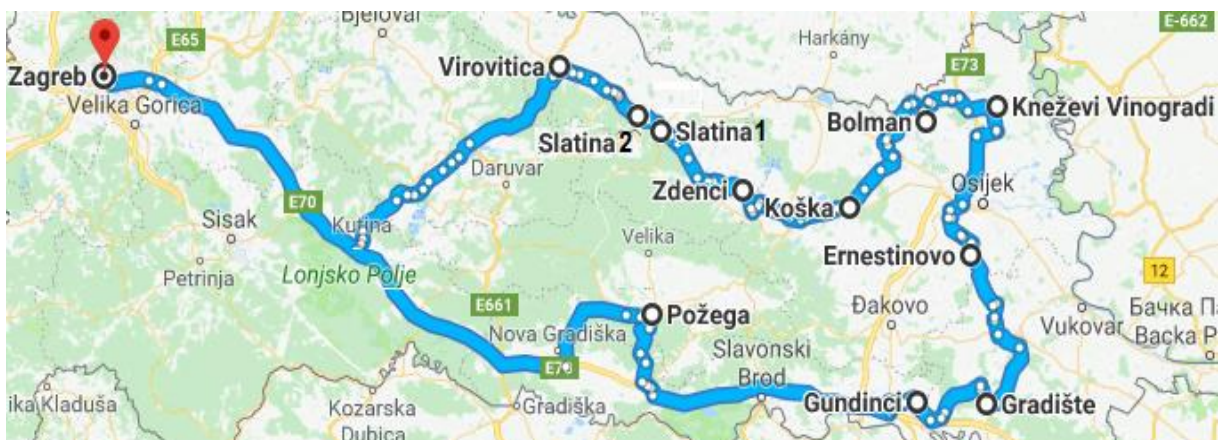 Bjelovar
E65
Harkány
E73
E-662
Zagreb
Virovitica
Velika Gorica
Kneževi Vinogradi
Bolman
Slatina 2
Slatina 1
Daruvar
Zdenci
Koška
Osijek
E70
Sisak
Kutina
Velika
Ernestinovo
Petrinja
Lonjsko Polje
12
E661
Požega
Đakovo
Vukovar
Бачка П
Backa P
Nova Gradiška
Slavonski
Brod
ika Kladuša
Kozarska
Dubica
Gradiška
Gundinci
Gradište